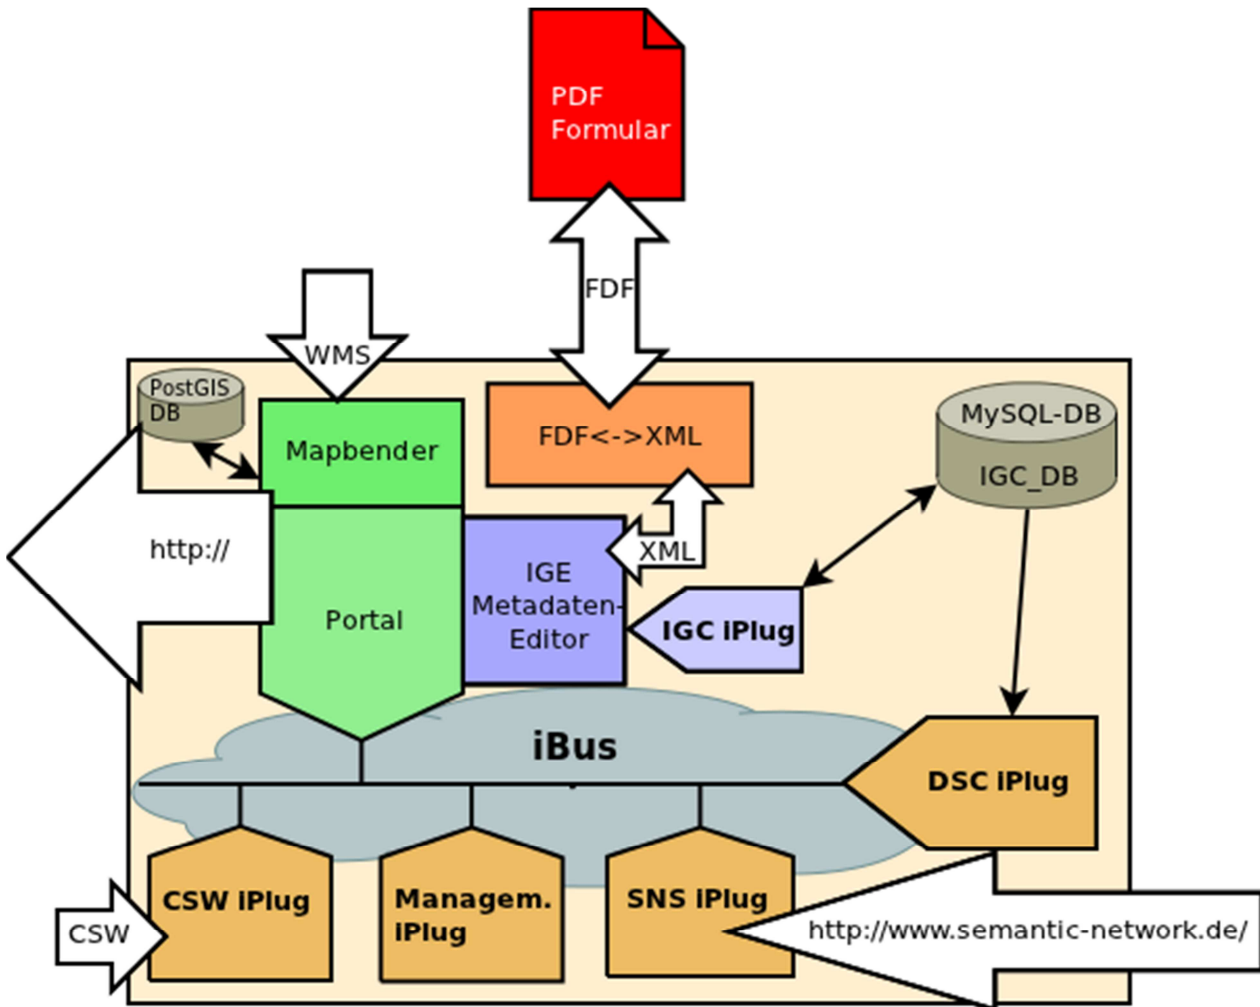 PDF
Formular
FDF
WMS
PostGIS
DB
Mapbender
FDF<->XML
MySQL-DB
IGC_DB
http://
XML
IGE
Metadaten-
Editor
Portal
IGC iPlug
iBus
DSC iPlug
CSW iPlug
Managem.
iPlug
SNS iPlug
CSW
http://www.semantic-network.de/